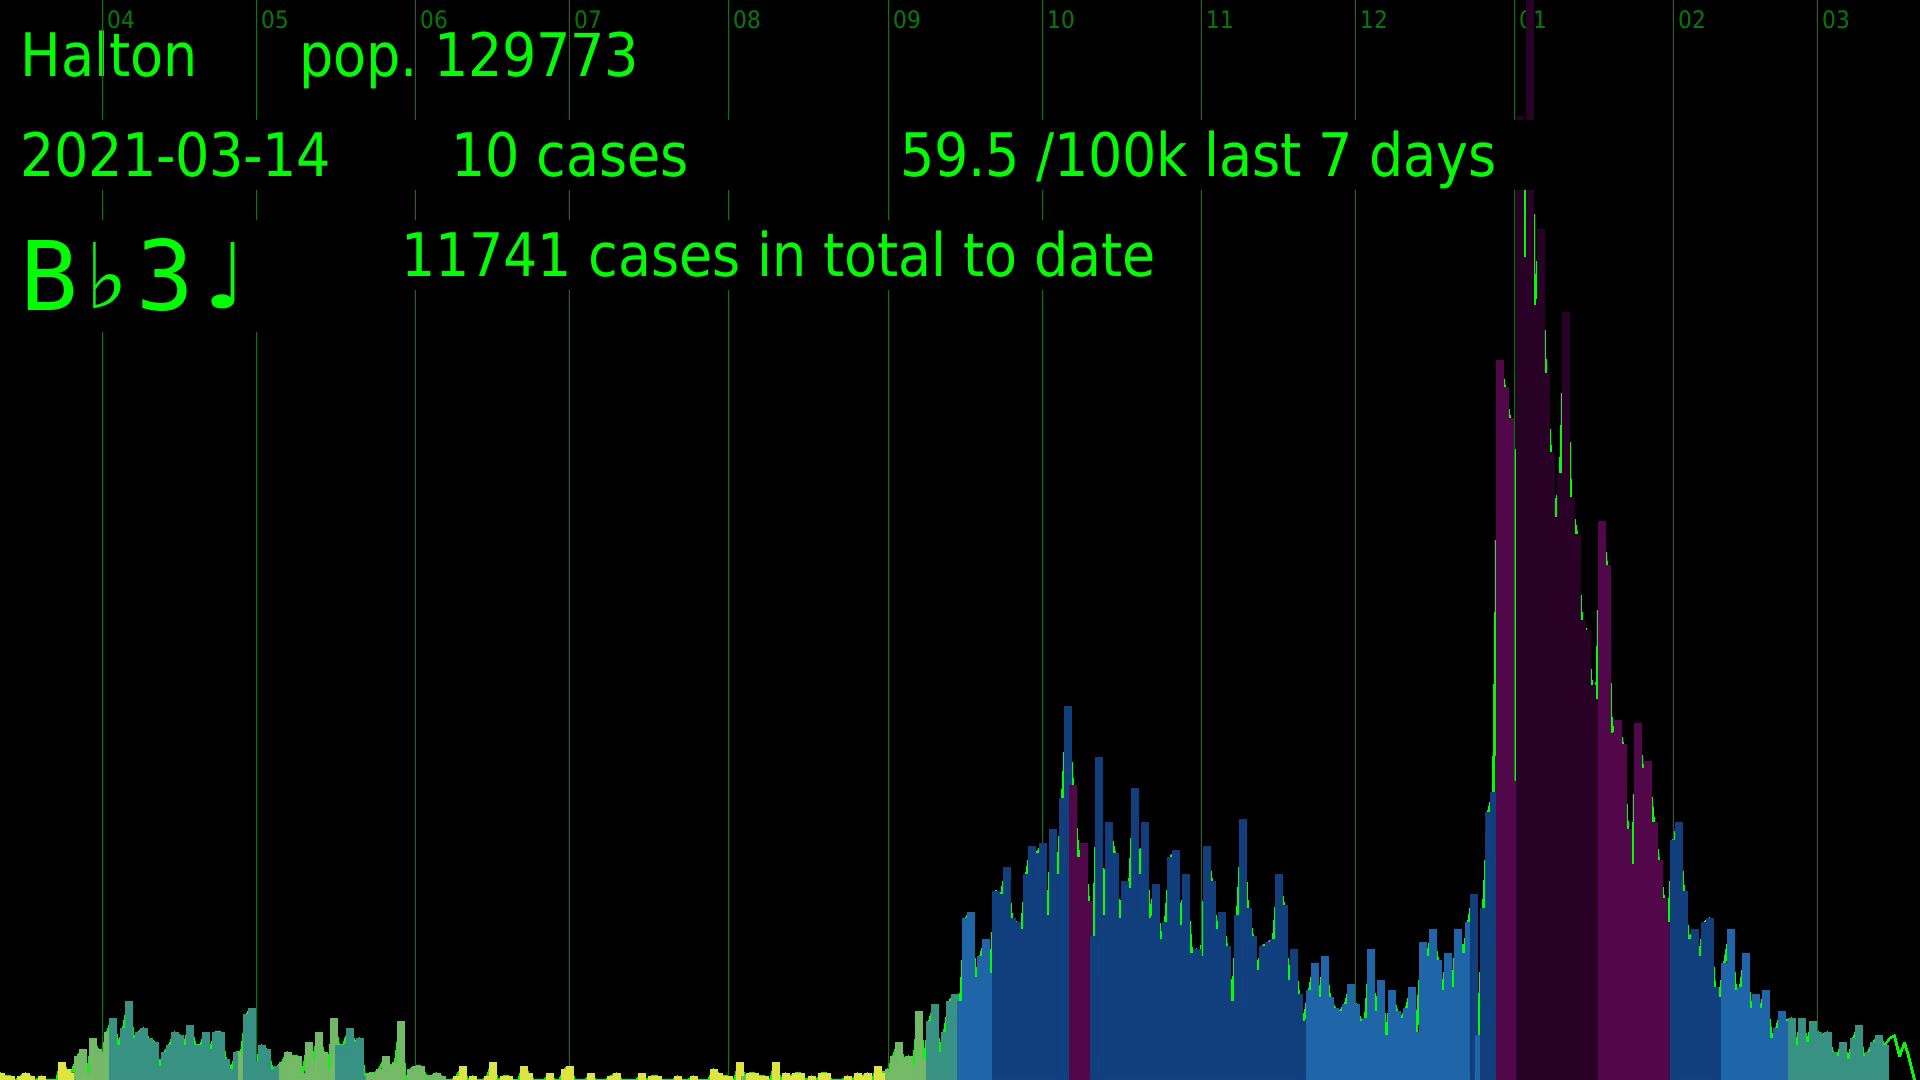 04 05 06 07 08 09 10 11 12 01 02 03
Halton pop. 129773
2021-03-14 10 cases 59.5 /100k last 7 days
B♭3♩ 11741 cases in total to date